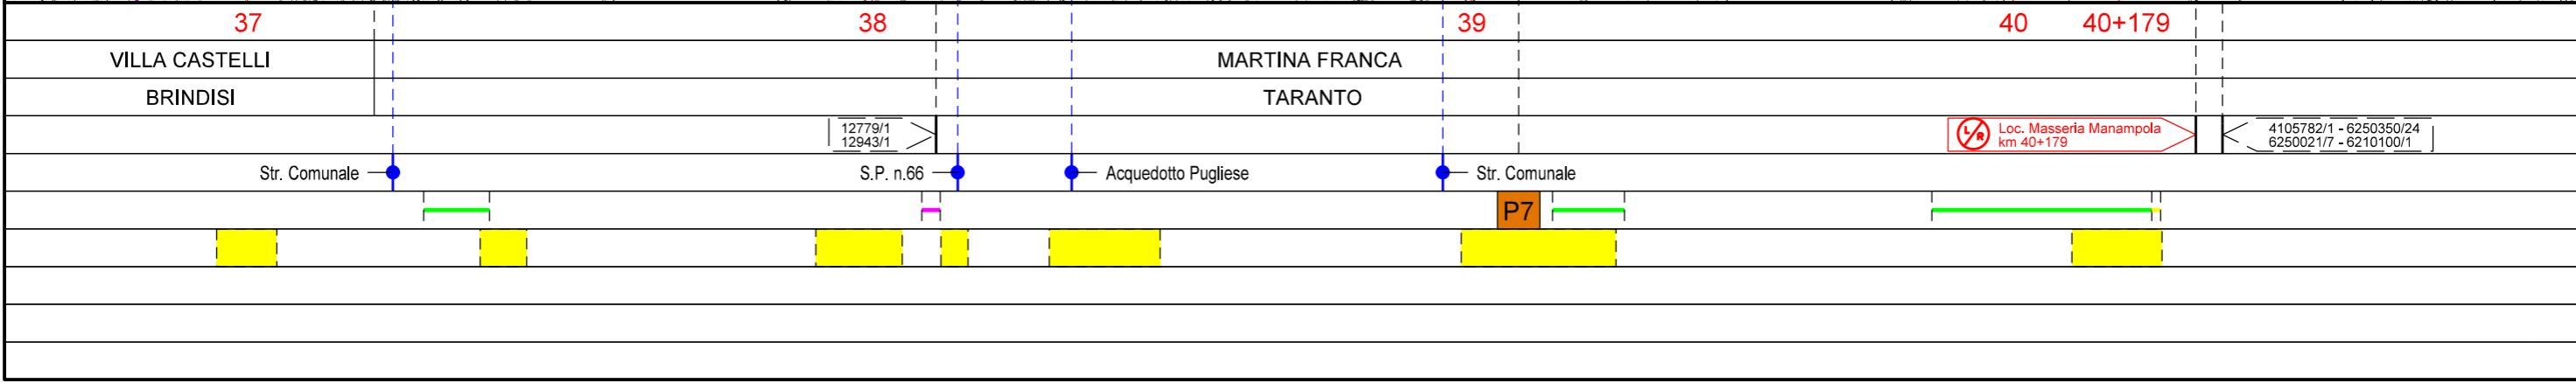 37 38 39 40 40+179
VILLA CASTELLI MARTINA FRANCA
BRINDISI TARANTO
12779/1
12943/1
L/R Loc. Masseria Manampola
km 40+179
4105782/1 - 6250350/24
6250021/7 - 6210100/1
Str. Comunale S.P. n.66 Acquedotto Pugliese Str. Comunale
P7